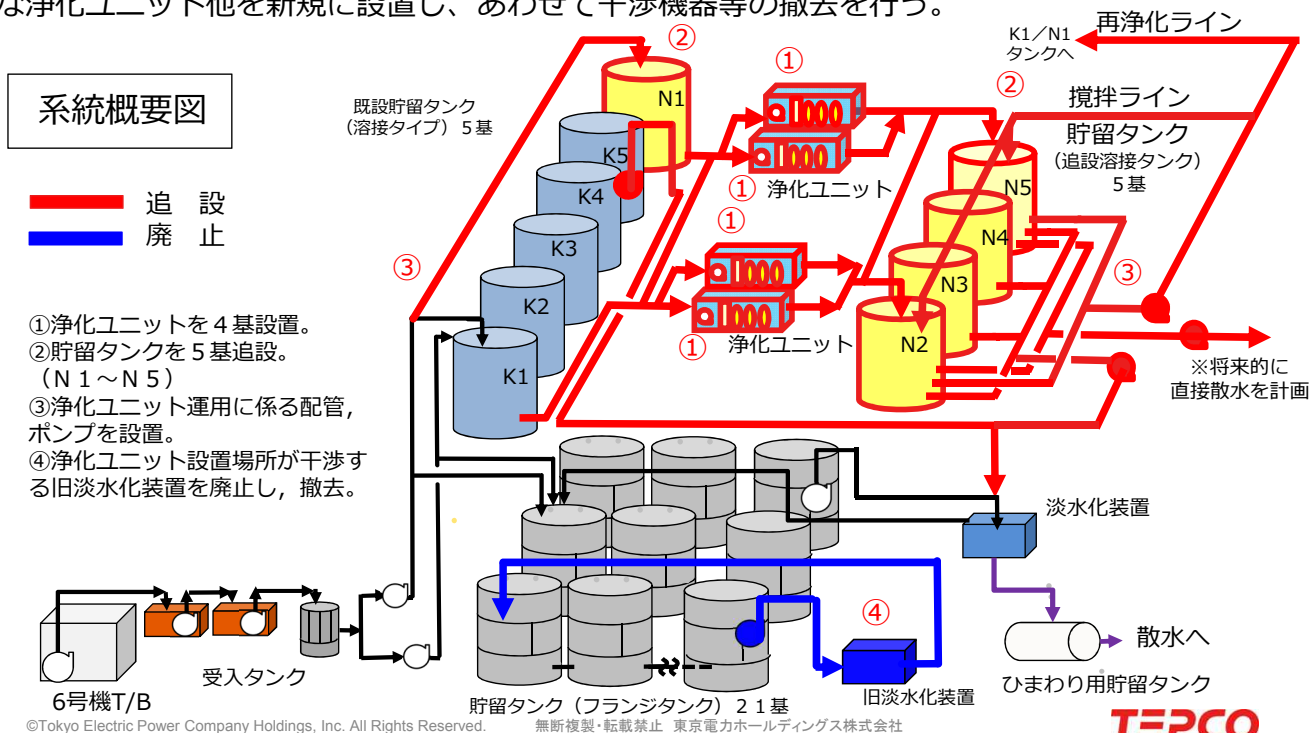 な浄化ユニット他を新規に設置し、あわせて干渉機器等の撤去を行う。
系統概要図
追　設
廃　止
①浄化ユニットを４基設置。
②貯留タンクを５基追設。
（Ｎ１～Ｎ５）
③浄化ユニット運用に係る配管，
ポンプを設置。
④浄化ユニット設置場所が干渉す
る旧淡水化装置を廃止し，撤去。
既設貯留タンク
（溶接タイプ）５基
②
N1
K5
K4
K3
K2
K1
③
①
①
浄化ユニット
①
①
浄化ユニット
K1／N1
タンクへ
再浄化ライン
②
撹拌ライン
貯留タンク
（追設溶接タンク）
５基
N5
N4
N3
N2
③
※将来的に
直接散水を計画
淡水化装置
散水へ
ひまわり用貯留タンク
④
旧淡水化装置
貯留タンク（フランジタンク）２１基
受入タンク
6号機T/B
©Tokyo Electric Power Company Holdings, Inc. All Rights Reserved.
無断複製・転載禁止 東京電力ホールディングス株式会社
TEPCO